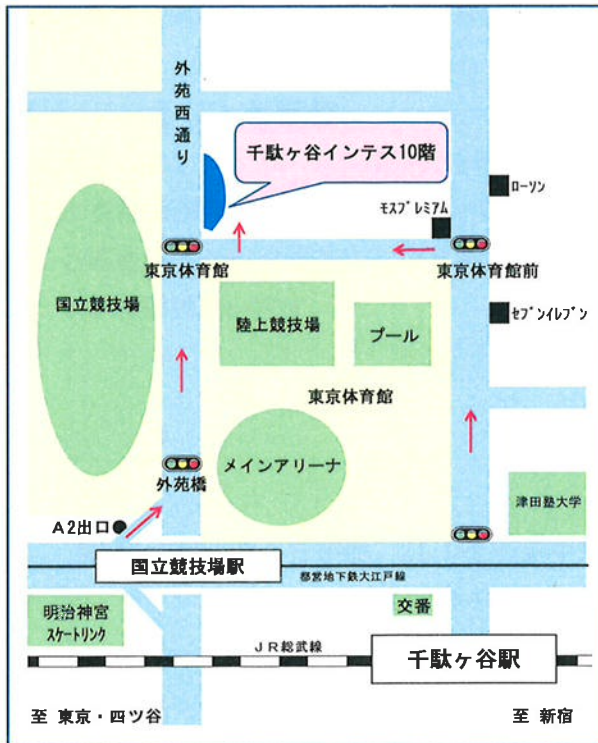 外苑西通り
千駄ヶ谷インテス10階
ローソン
モスプレミアム
東京体育館
東京体育館前
国立競技場
陸上競技場
プール
セブンイレブン
東京体育館
メインアリーナ
外苑橋
津田塾大学
A2出口
国立競技場駅
都営地下鉄大江戸線
明治神宮
スケートリンク
交番
JR総武線
千駄ヶ谷駅
至 東京・四ツ谷
至 新宿